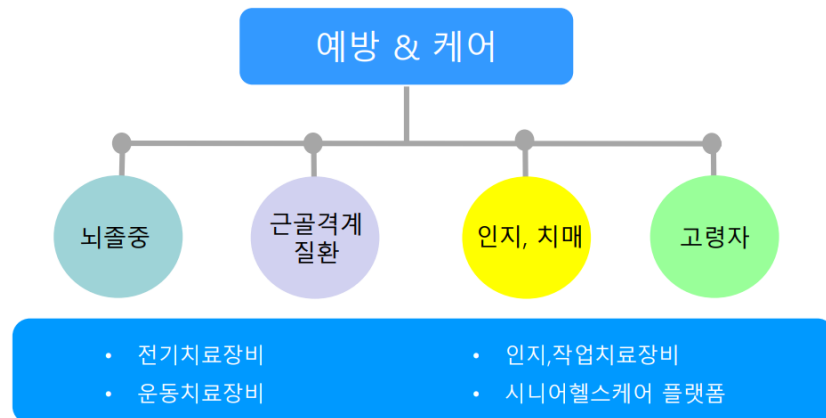 예방 & 케어
뇌졸중
근골격계
질환
인지, 치매
고령자
• 전기치료장비
• 운동치료장비
• 인지,작업치료장비
• 시니어헬스케어 플랫폼